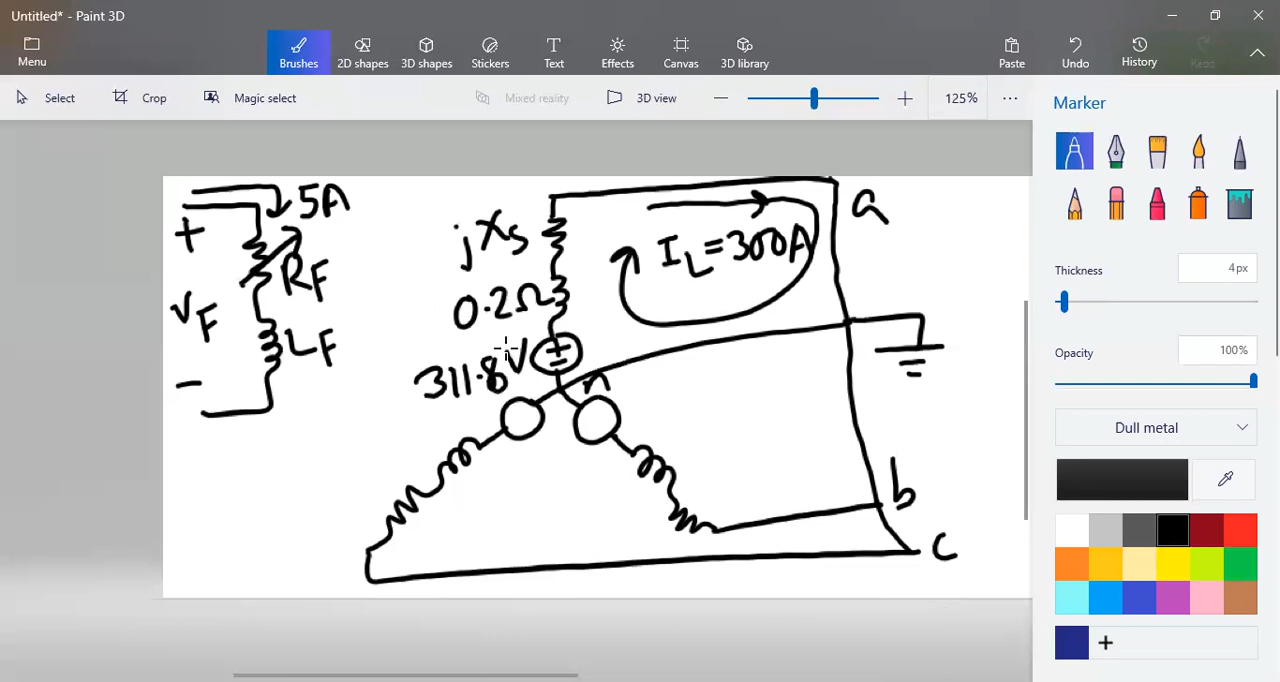 Untitled* - Paint 3D
Menu
Brushes
2D shapes
3D shapes
Stickers
Text
Effects
Canvas
3D library
Paste
Undo
History
Redo
Select
Crop
Magic select
Mixed reality
3D view
125%
Marker
Thickness
4px
Opacity
100%
Dull metal
5A
+
RF
VF
LF
-
jXs
0.2Ω
311.8V
IL=300A
a
n
b
c